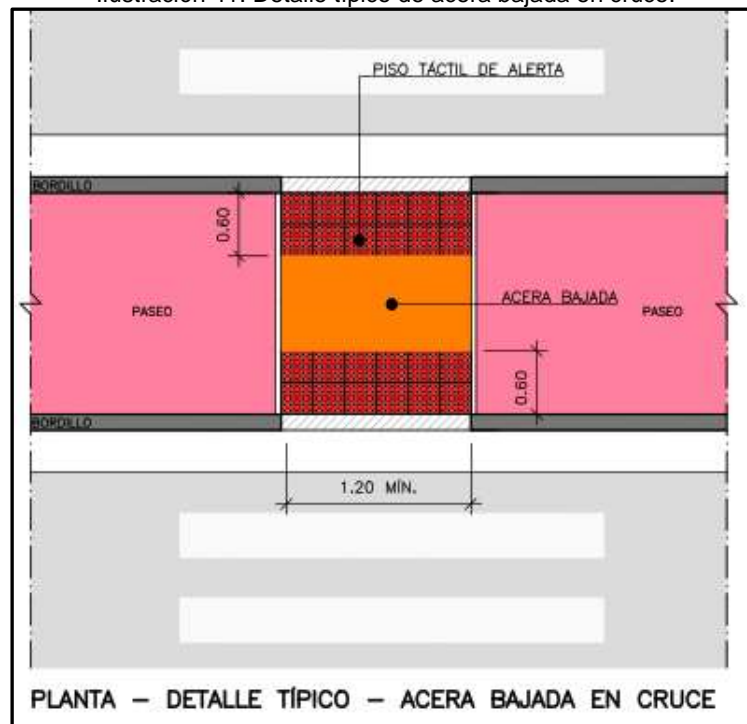 PISO TÁCTIL DE ALERTA
BORDILLO
0.60
PASEO
ACERA BAJADA
PASEO
0.60
BORDILLO
1.20 MÍN.
PLANTA – DETALLE TÍPICO – ACERA BAJADA EN CRUCE